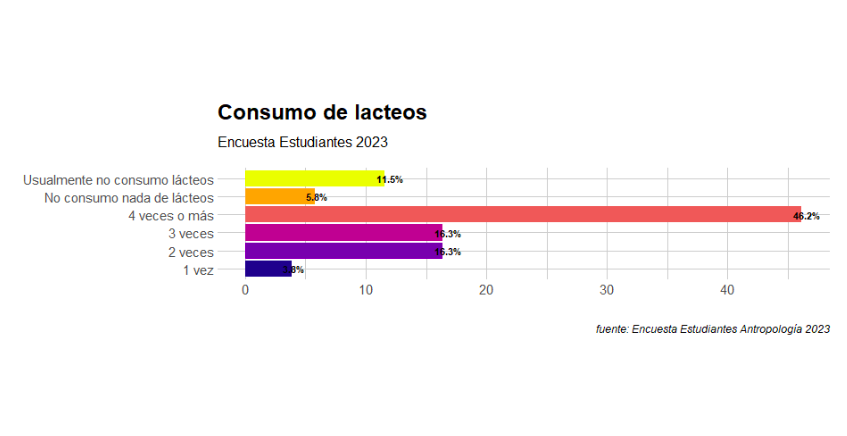 Consumo de lacteos
Encuesta Estudiantes 2023
Usualmente no consumo lácteos 11.5%
No consumo nada de lácteos 5.8%
4 veces o más 46.2%
3 veces 16.3%
2 veces 16.3%
1 vez 3.8%
0 10 20 30 40
fuente: Encuesta Estudiantes Antropología 2023